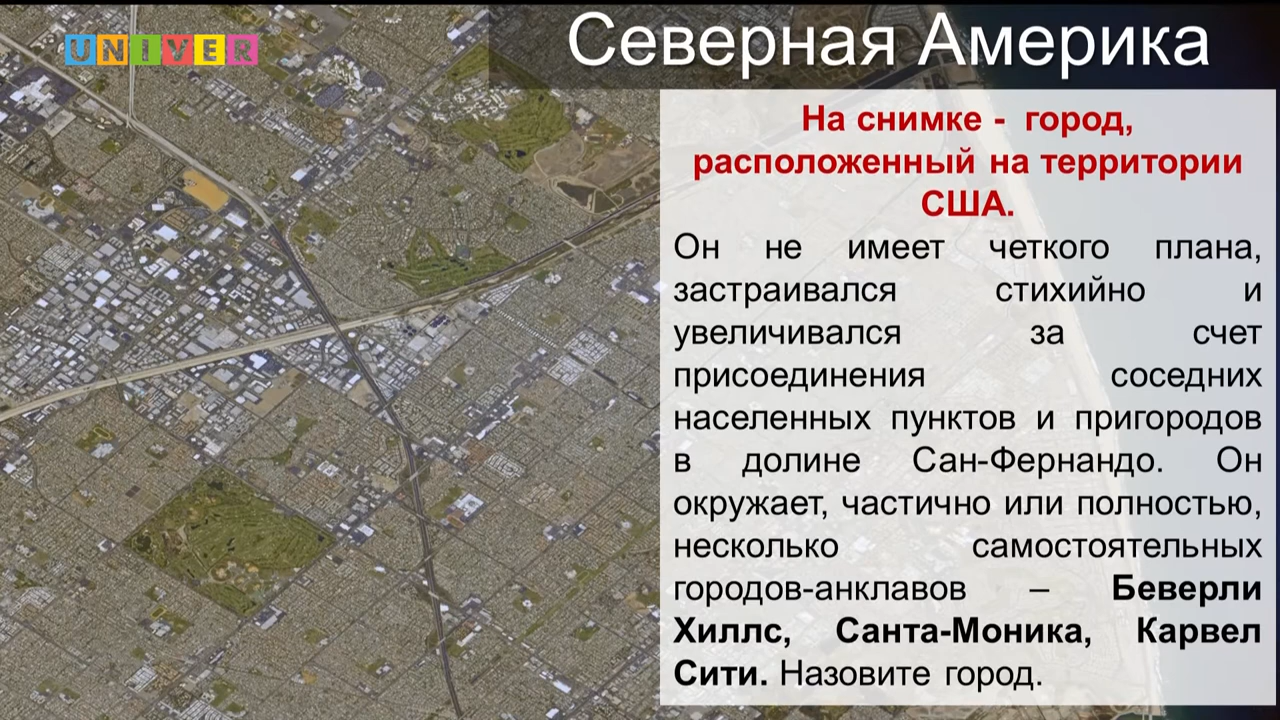 UNIVER
Северная Америка
На снимке - город,
расположенный на территории
США.
Он не имеет четкого плана,
застраивался стихийно и
увеличивался за счет
присоединения соседних
населенных пунктов и пригородов
в долине Сан-Фернандо. Он
окружает, частично или полностью,
несколько самостоятельных
городов-анклавов – Беверли
Хиллс, Санта-Моника, Карвел
Сити. Назовите город.